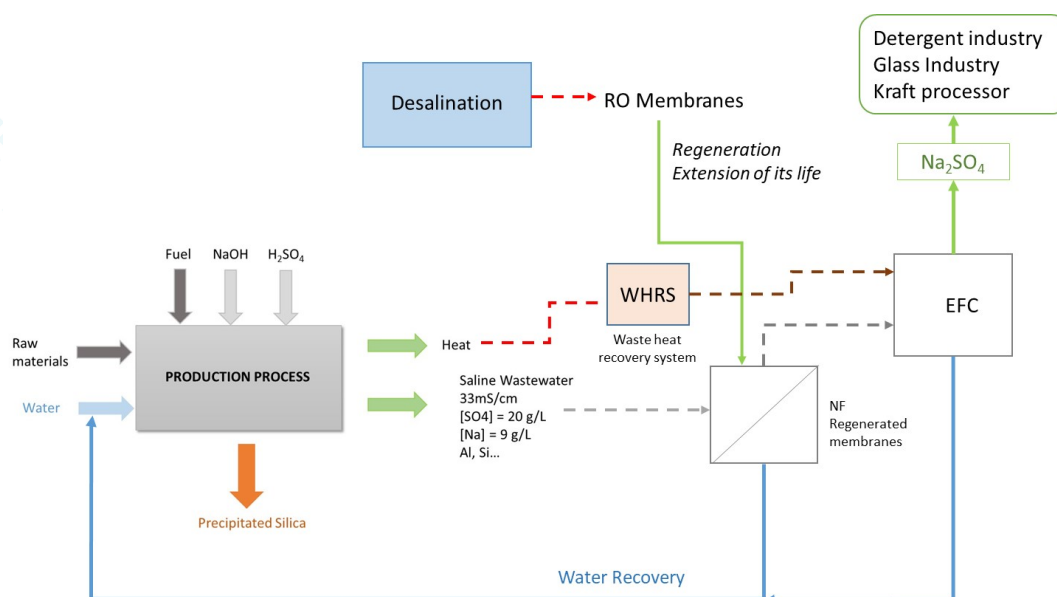 Detergent industry
Glass Industry
Kraft processor
Desalination
RO Membranes
Regeneration
Extension of its life
Na₂SO₄
Fuel
NaOH
H₂SO₄
WHRS
EFC
Waste heat
recovery system
Raw
materials
PRODUCTION PROCESS
Heat
Water
Saline Wastewater
33mS/cm
[SO4] = 20 g/L
[Na] = 9 g/L
Al, Si...
NF
Regenerated
membranes
Precipitated Silica
Water Recovery